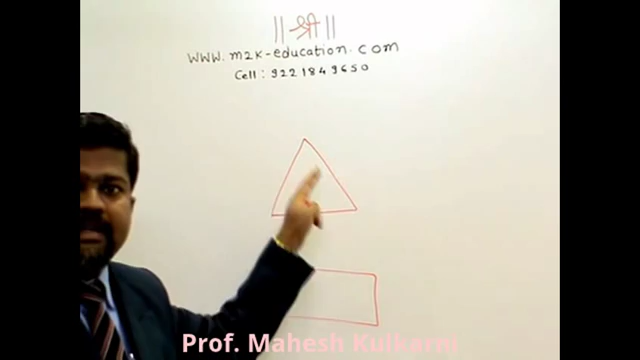 || श्री ||
www.m2k-education.com
Cell : 9221849650
Prof. Mahesh Kulkarni